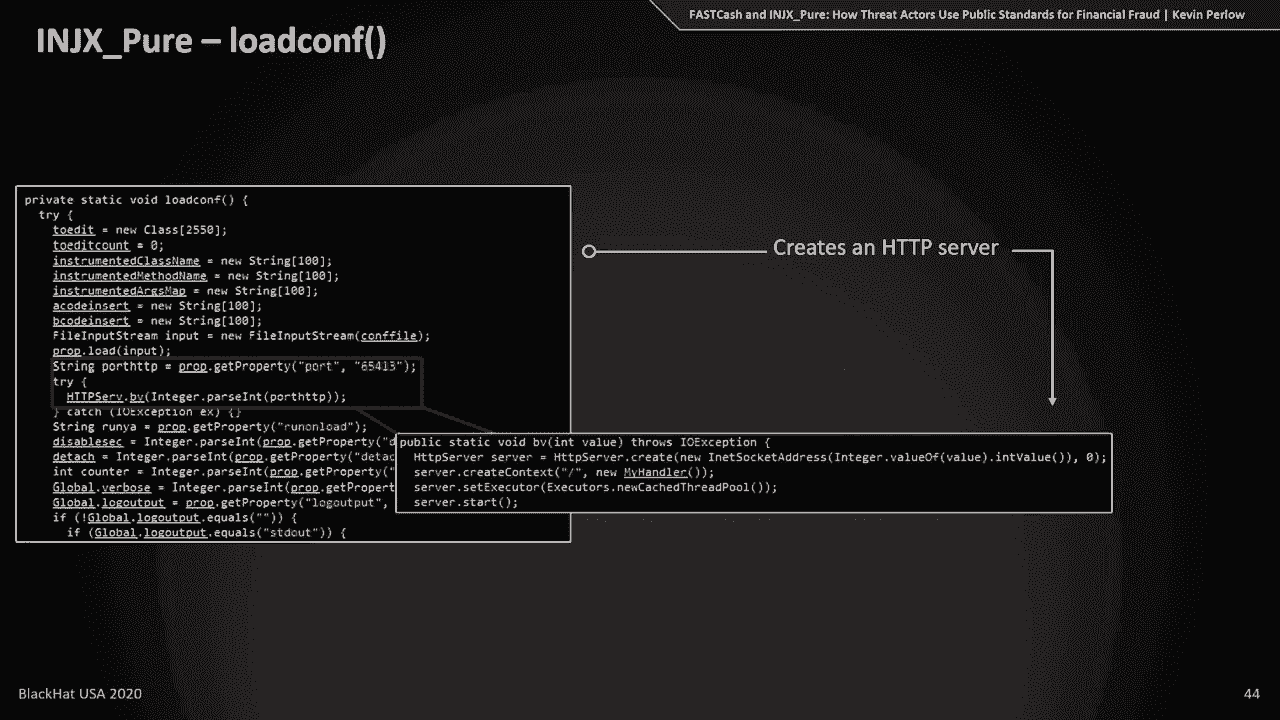 FASTCash and INJX_Pure: How Threat Actors Use Public Standards for Financial Fraud | Kevin Perlow
INJX_Pure – loadconf()
private static void loadconf() {
try {
toedit = new Class[2550];
toeditcount = 0;
instrumentedClassName = new String[100];
instrumentedMethodName = new String[100];
instrumentedArgsMap = new String[100];
acodeinsert = new String[100];
bcodeinsert = new String[100];
FileInputStream input = new FileInputStream(conffile);
prop.load(input);
String porthttp = prop.getProperty("port", "65413");
try {
HTTPServ.bv(Integer.parseInt(porthttp));
} catch (IOException ex) {}
String runya = prop.getProperty("runonload");
disablesec = Integer.parseInt(prop.getProperty("d
detach = Integer.parseInt(prop.getProperty("detac
int counter = Integer.parseInt(prop.getProperty("
Global.verbose = Integer.parseInt(prop.getPropert
Global.logoutput = prop.getProperty("logoutput",
if (!Global.logoutput.equals("")) {
if (Global.logoutput.equals("stdout")) {
Creates an HTTP server
public static void bv(int value) throws IOException {
HttpServer server = HttpServer.create(new InetSocketAddress(Integer.valueOf(value).intValue()), 0);
server.createContext("/", new MyHandler());
server.setExecutor(Executors.newCachedThreadPool());
server.start();
BlackHat USA 2020
44